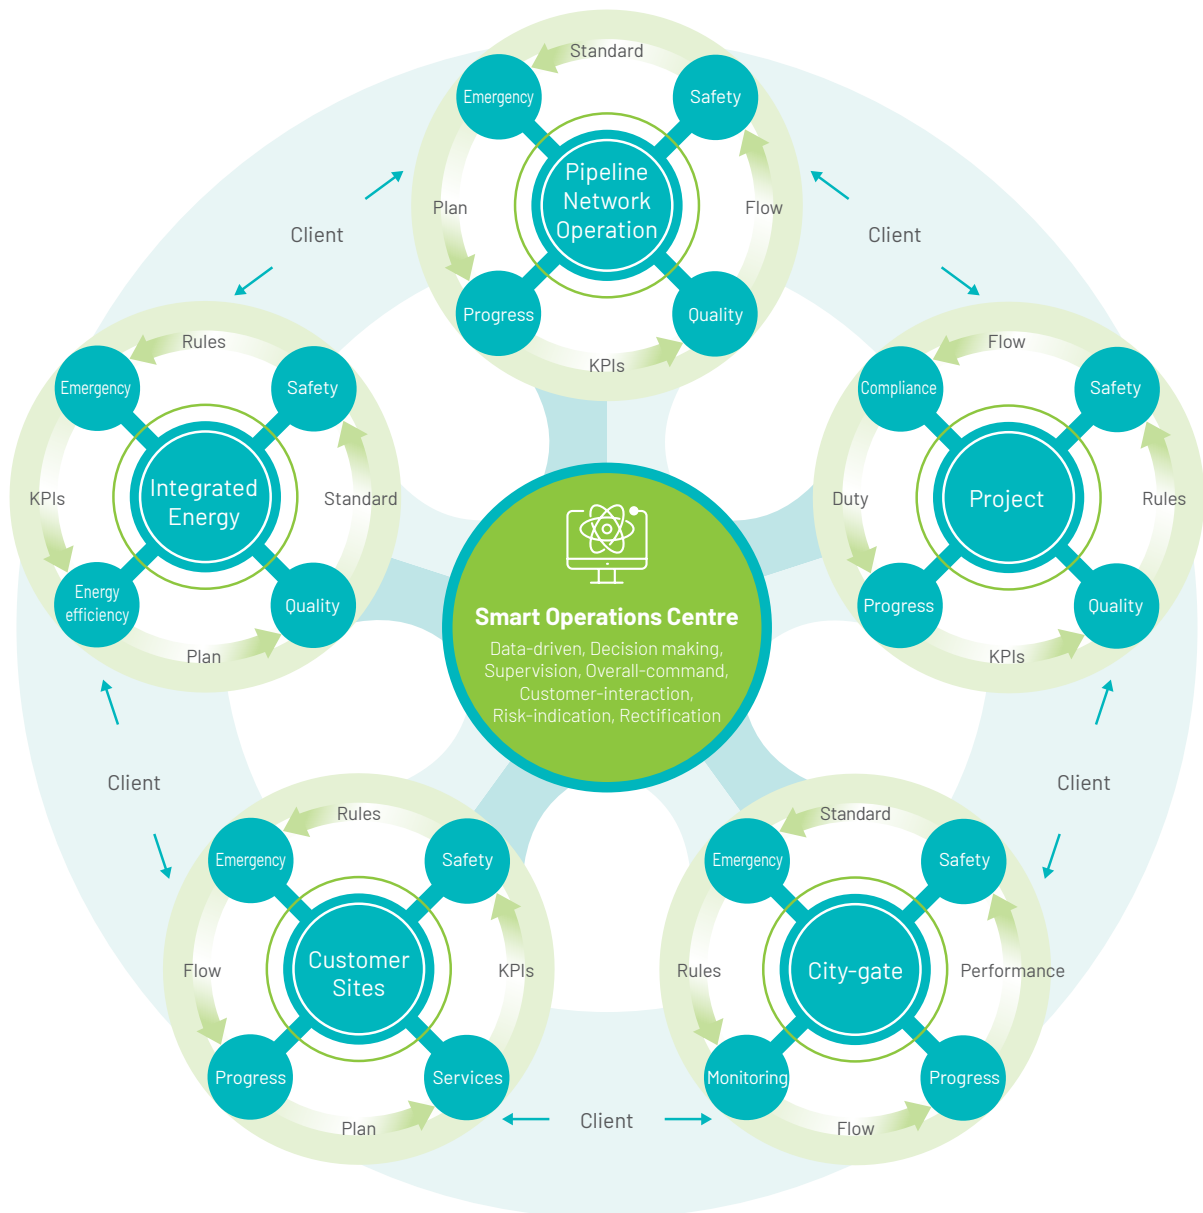 Standard
Emergency
Safety
Pipeline
Network
Operation
Plan
Flow
Progress
Quality
KPIs
Client
Client
Rules
Emergency
Safety
Integrated
Energy
KPIs
Standard
Energy
efficiency
Quality
Plan
Flow
Compliance
Safety
Project
Duty
Rules
Progress
Quality
KPIs
Smart Operations Centre
Data-driven, Decision making,
Supervision, Overall-command,
Customer-interaction,
Risk-indication, Rectification
Client
Client
Rules
Emergency
Safety
Customer
Sites
Flow
KPIs
Progress
Services
Plan
Standard
Emergency
Safety
City-gate
Rules
Performance
Monitoring
Progress
Flow
Client